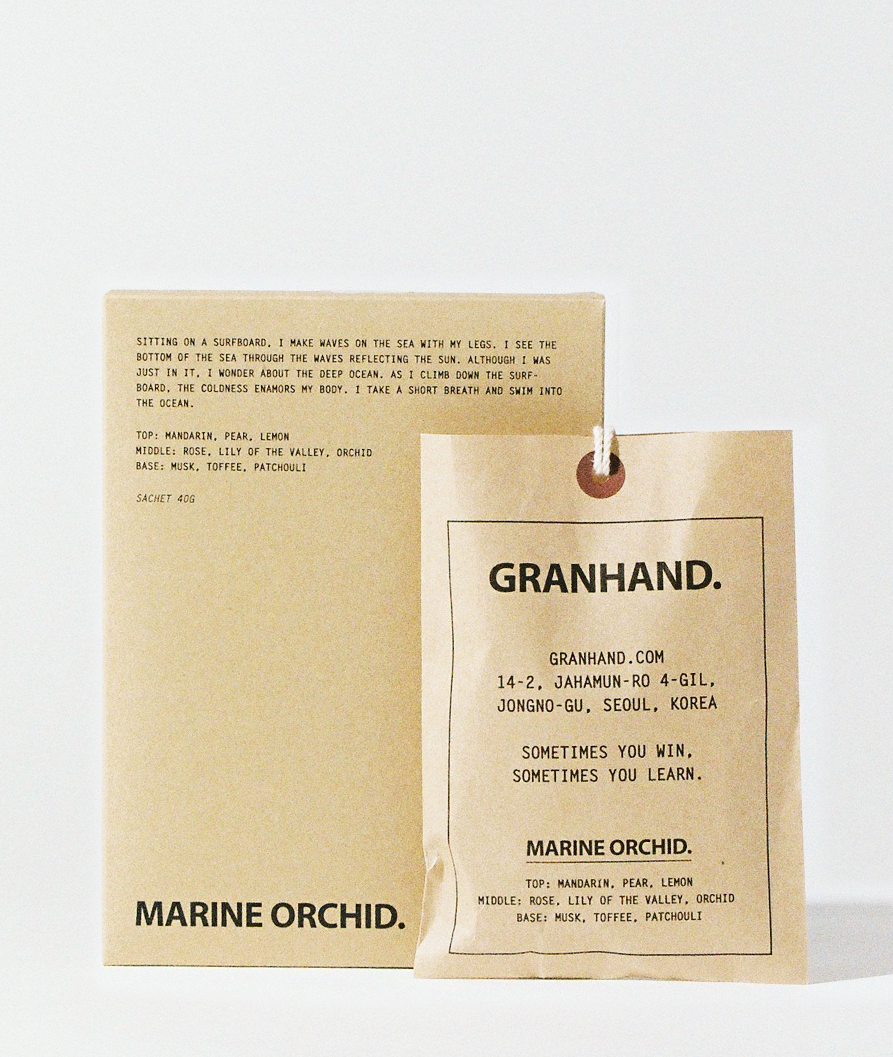 SITTING ON A SURFBOARD, I MAKE WAVES ON THE SEA WITH MY LEGS. I SEE THE
BOTTOM OF THE SEA THROUGH THE WAVES REFLECTING THE SUN. ALTHOUGH I WAS
JUST IN IT, I WONDER ABOUT THE DEEP OCEAN. AS I CLIMB DOWN THE SURF-
BOARD, THE COLDNESS ENAMORS MY BODY. I TAKE A SHORT BREATH AND SWIM INTO
THE OCEAN.
TOP: MANDARIN, PEAR, LEMON
MIDDLE: ROSE, LILY OF THE VALLEY, ORCHID
BASE: MUSK, TOFFEE, PATCHOULI
SACHET 40G
MARINE ORCHID.
GRANHAND.
GRANHAND.COM
14-2, JAHAMUN-RO 4-GIL,
JONGNO-GU, SEOUL, KOREA
SOMETIMES YOU WIN,
SOMETIMES YOU LEARN.
MARINE ORCHID.
TOP: MANDARIN, PEAR, LEMON
MIDDLE: ROSE, LILY OF THE VALLEY, ORCHID
BASE: MUSK, TOFFEE, PATCHOULI